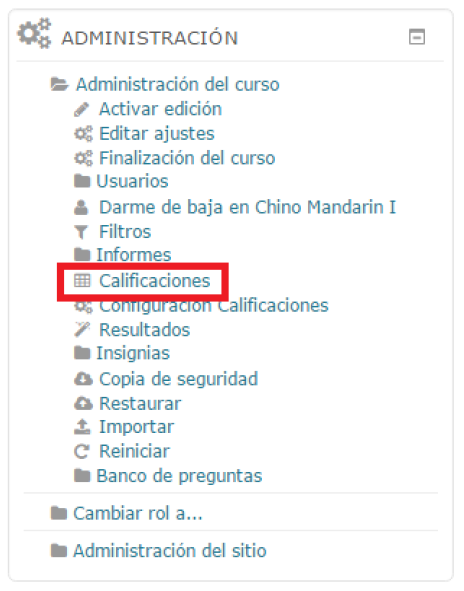 ADMINISTRACIÓN
Administración del curso
Activar edición
Editar ajustes
Finalización del curso
Usuarios
Darme de baja en Chino Mandarin I
Filtros
Informes
Calificaciones
Configuración Calificaciones
Resultados
Insignias
Copia de seguridad
Restaurar
Importar
Reiniciar
Banco de preguntas
Cambiar rol a...
Administración del sitio